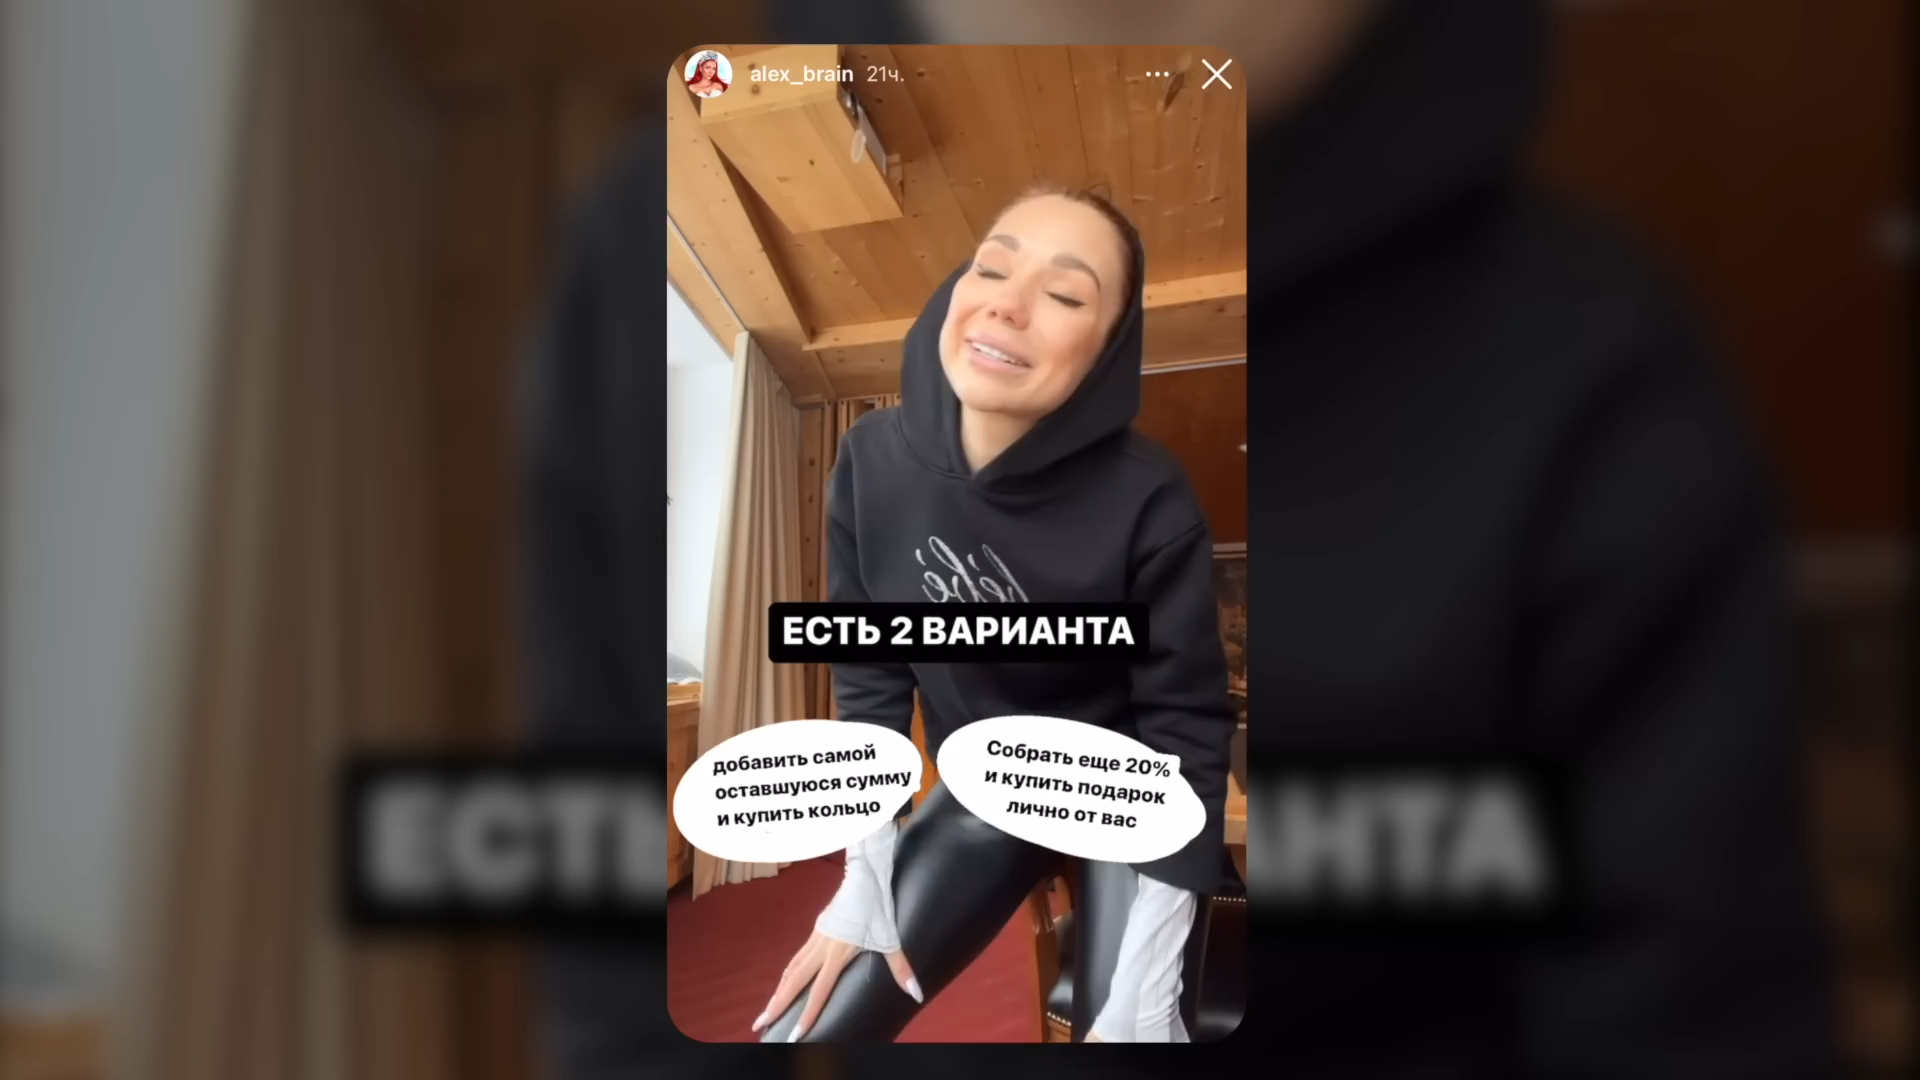 alex_brain 21ч.
bébé
ЕСТЬ 2 ВАРИАНТА
добавить самой
оставшуюся сумму
и купить кольцо
Собрать еще 20%
и купить подарок
лично от вас